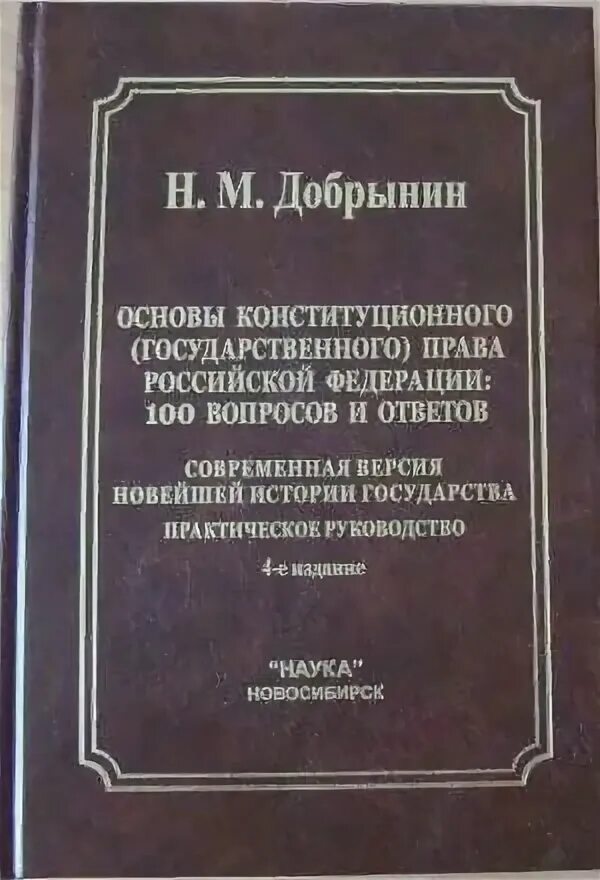 Н. М. Добрынин
ОСНОВЫ КОНСТИТУЦИОННОГО
(ГОСУДАРСТВЕННОГО) ПРАВА
РОССИЙСКОЙ ФЕДЕРАЦИИ:
100 ВОПРОСОВ И ОТВЕТОВ
СОВРЕМЕННАЯ ВЕРСИЯ
НОВЕЙШЕЙ ИСТОРИИ ГОСУДАРСТВА
ПРАКТИЧЕСКОЕ РУКОВОДСТВО
4-е издание
"НАУКА"
НОВОСИБИРСК